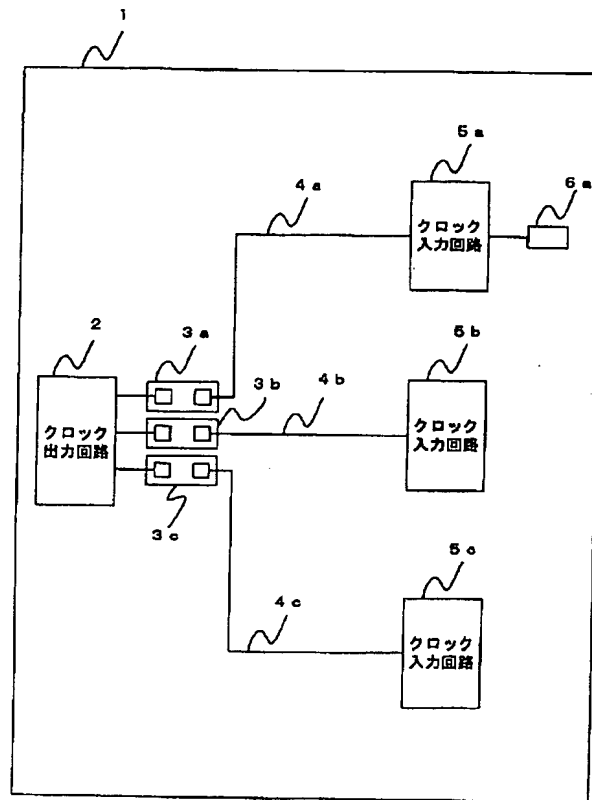 1
5a
6a
4a
クロック
入力回路
2
3a
3b
4b
5b
クロック
出力回路
クロック
入力回路
3c
5c
4c
クロック
入力回路